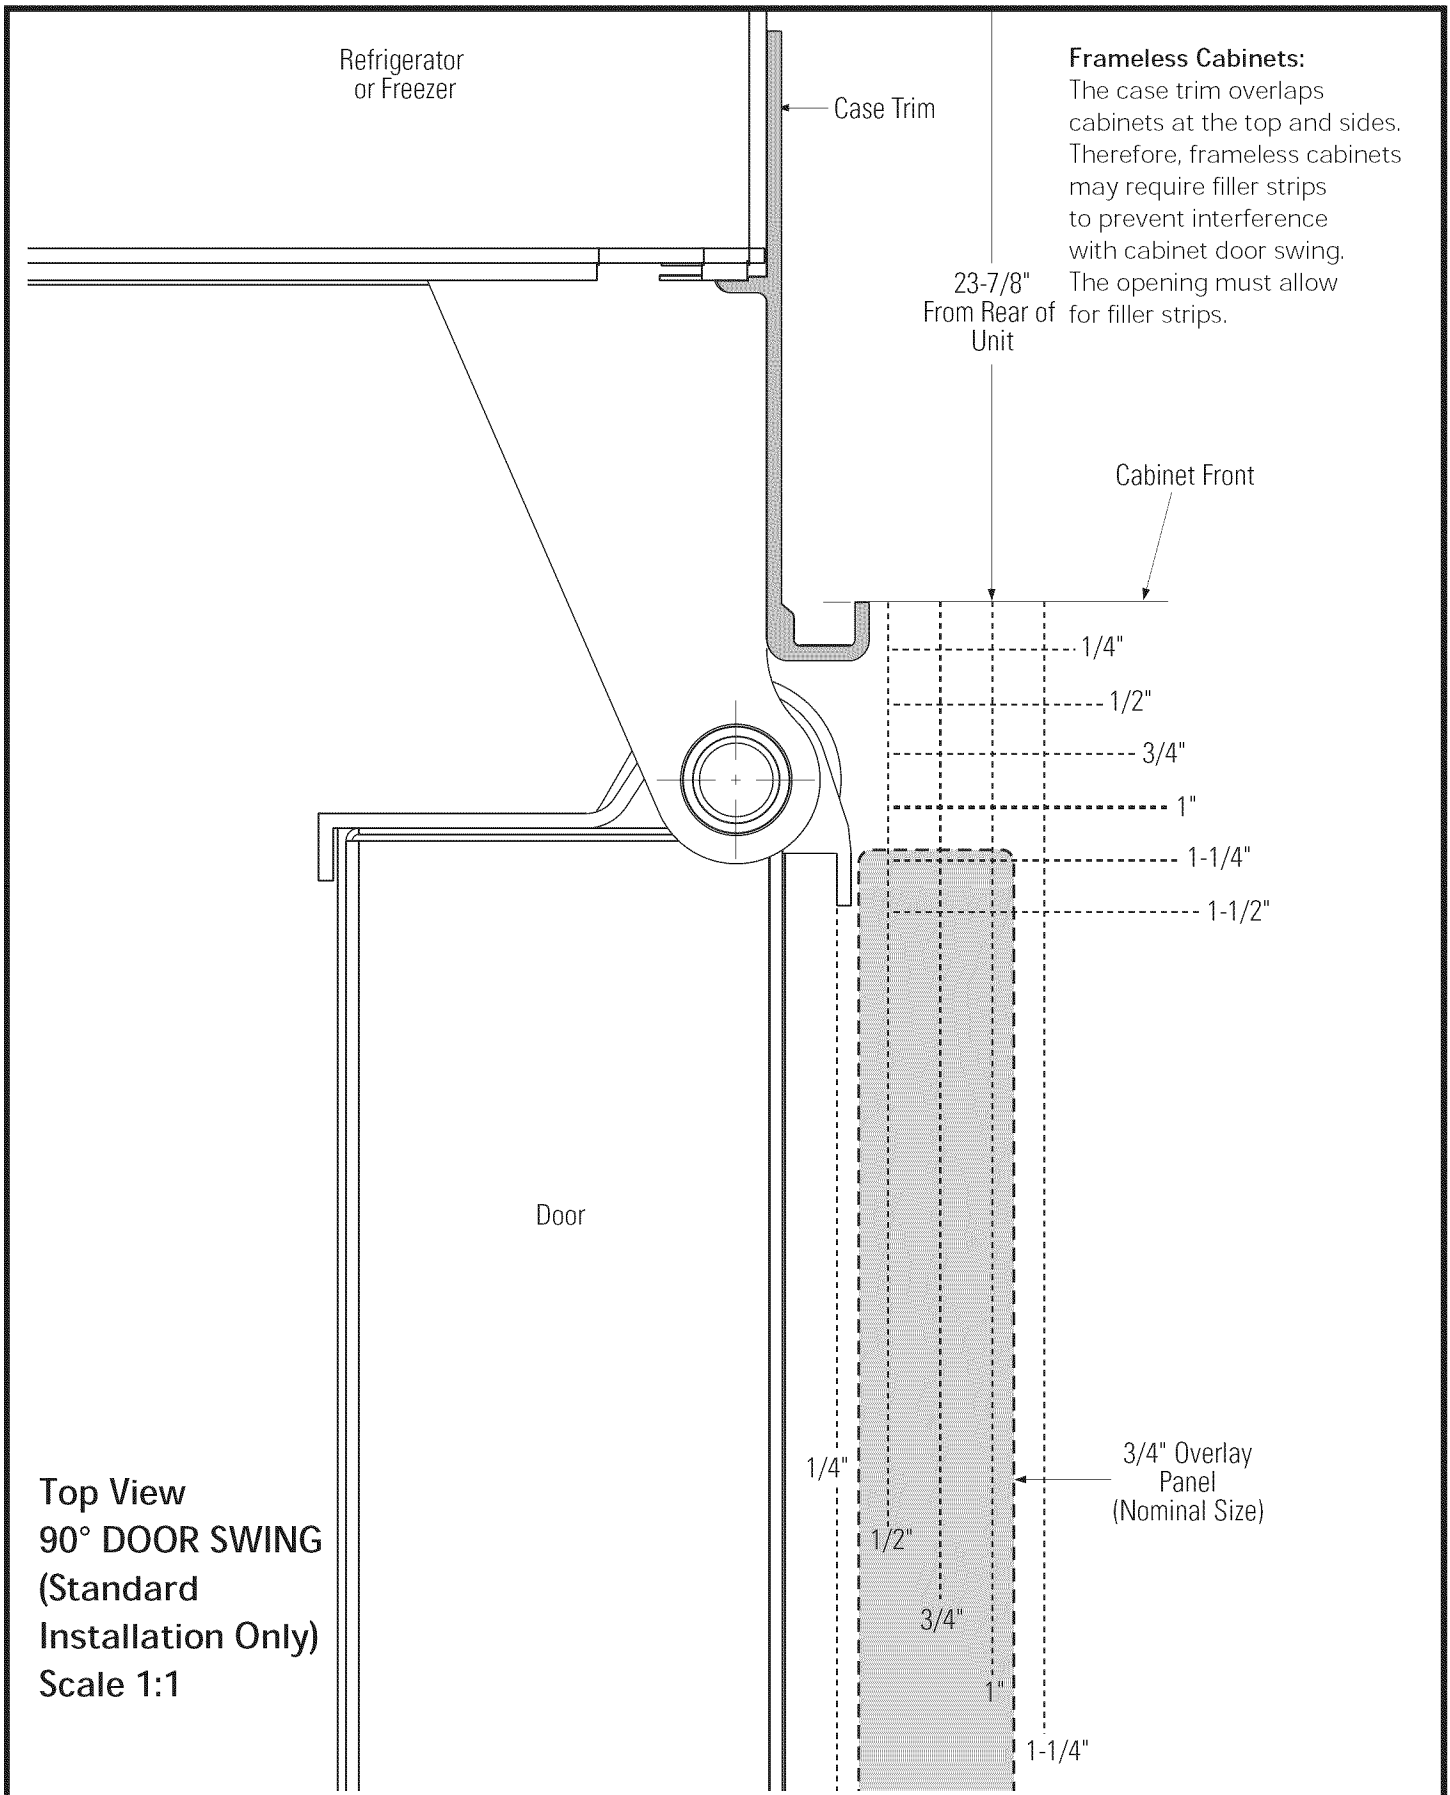 Refrigerator
or Freezer
Case Trim
Frameless Cabinets:
The case trim overlaps
cabinets at the top and sides.
Therefore, frameless cabinets
may require filler strips
to prevent interference
with cabinet door swing.
The opening must allow
for filler strips.
23-7/8"
From Rear of
Unit
Cabinet Front
1/4"
1/2"
3/4"
1"
1-1/4"
1-1/2"
Door
3/4" Overlay
Panel
(Nominal Size)
1/4"
1/2"
3/4"
1"
1-1/4"
Top View
90° DOOR SWING
(Standard
Installation Only)
Scale 1:1